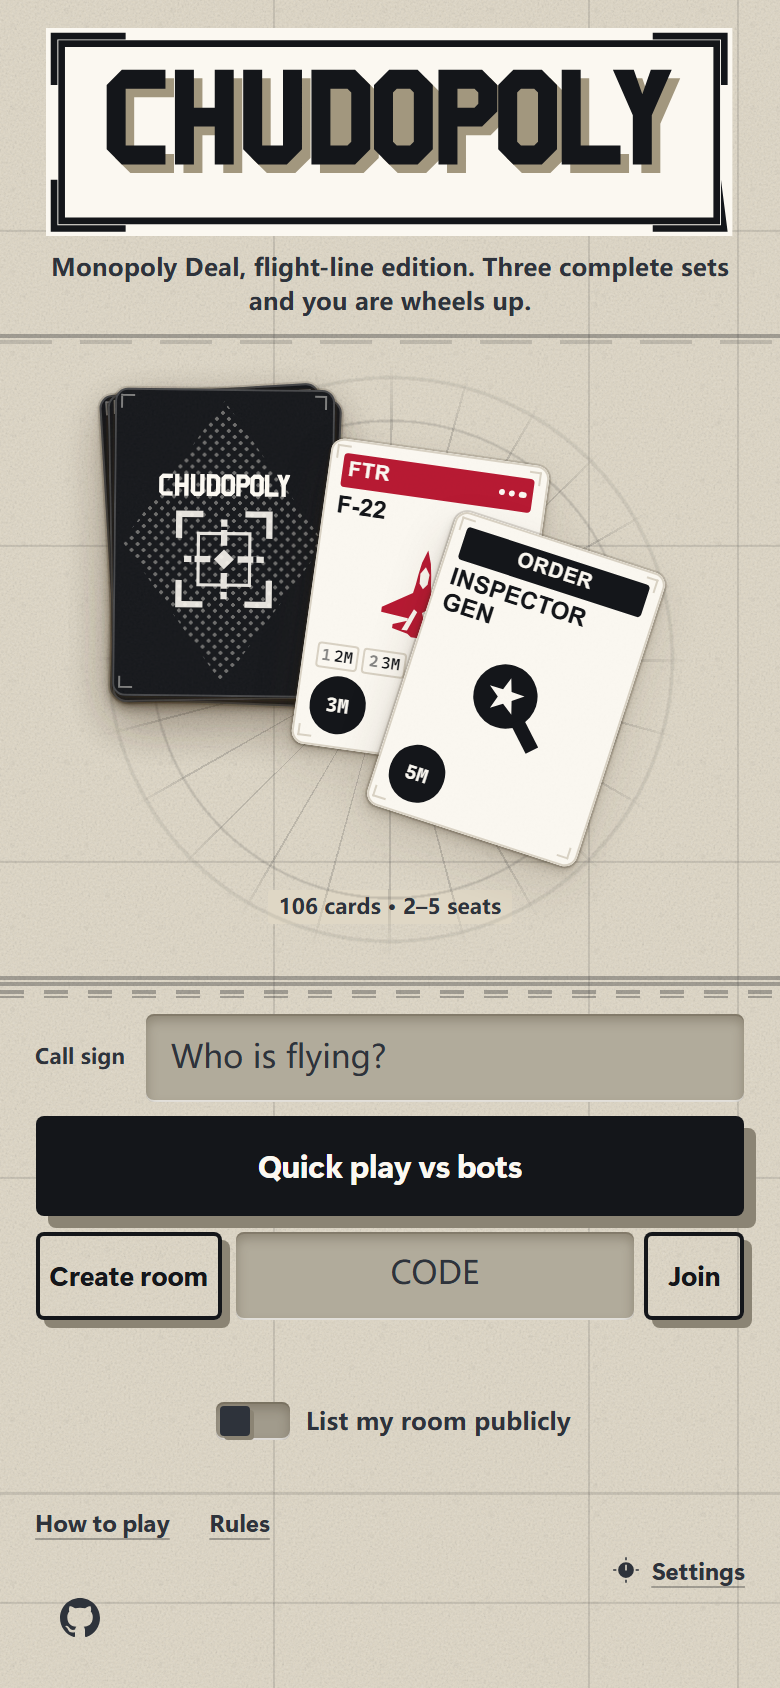 CHUDOPOLY
Monopoly Deal, flight-line edition. Three complete sets
and you are wheels up.
CHUDOPOLY
FTR
F-22
1 2M 2 3M
3M
ORDER
INSPECTOR
GEN
5M
106 cards • 2–5 seats
Call sign
Who is flying?
Quick play vs bots
Create room
CODE
Join
List my room publicly
How to play
Rules
Settings